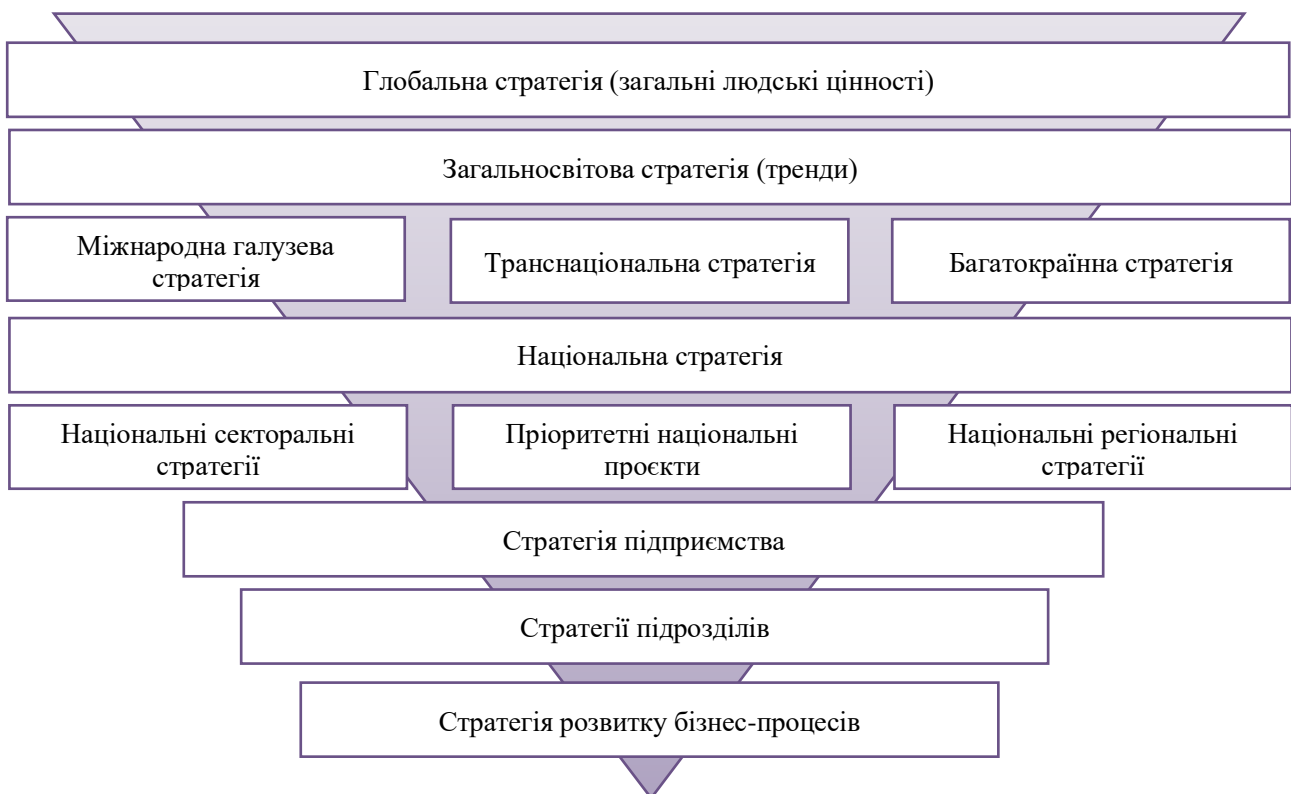 Глобальна стратегія (загальні людські цінності)
Загальносвітова стратегія (тренди)
Міжнародна галузева
стратегія
Транснаціональна стратегія
Багатокраїнна стратегія
Національна стратегія
Національні секторальні
стратегії
Пріоритетні національні
проєкти
Національні регіональні
стратегії
Стратегія підприємства
Стратегії підрозділів
Стратегія розвитку бізнес-процесів